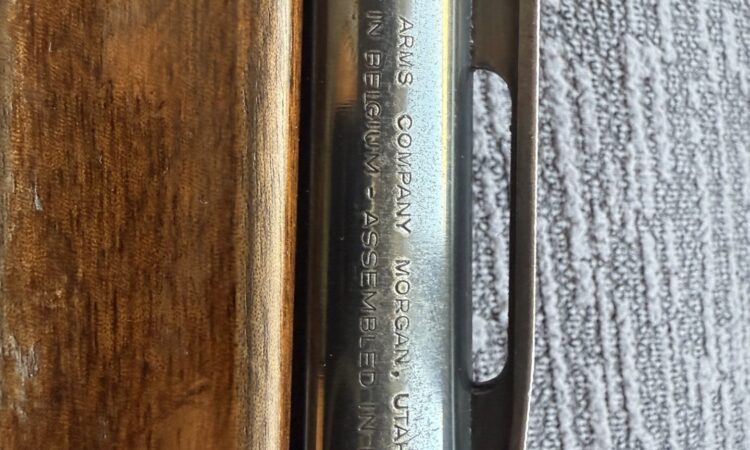 ARMS COMPANY MORGAN, UTAH
IN BELGIUM - ASSEMBLED IN